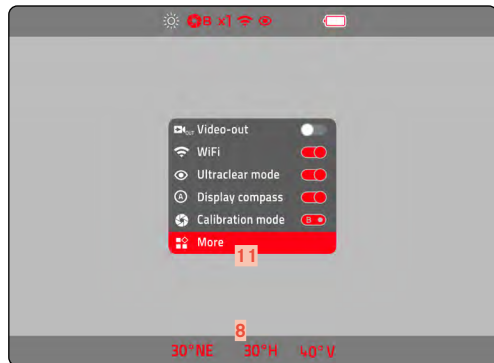 B x1
Video-out
WiFi
Ultraclear mode
A Display compass
Calibration mode B
More
11
8
30°NE 30°H 40°V